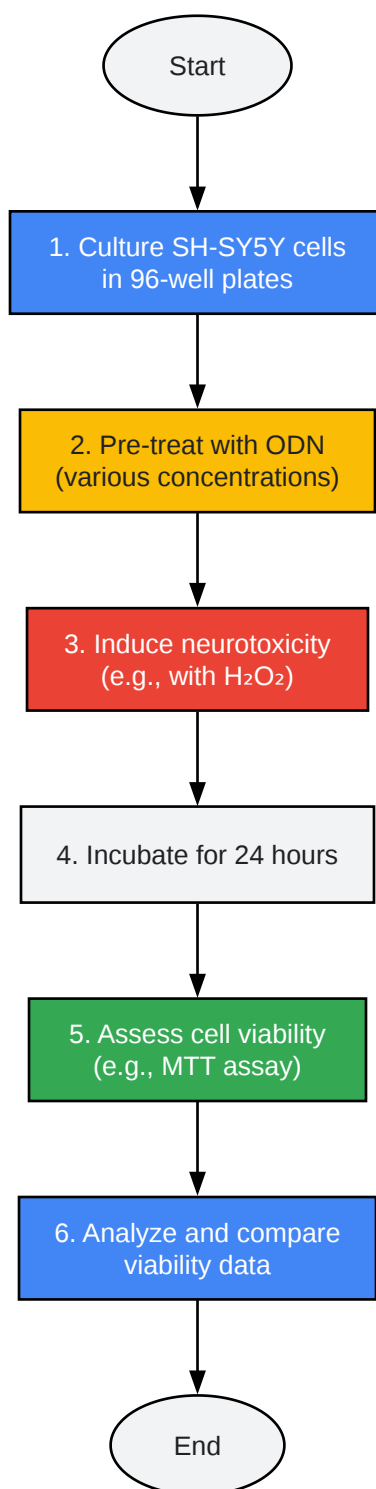 Start
1. Culture SH-SY5Y cells
in 96-well plates
2. Pre-treat with ODN
(various concentrations)
3. Induce neurotoxicity
(e.g., with H₂O₂)
4. Incubate for 24 hours
5. Assess cell viability
(e.g., MTT assay)
6. Analyze and compare
viability data
End